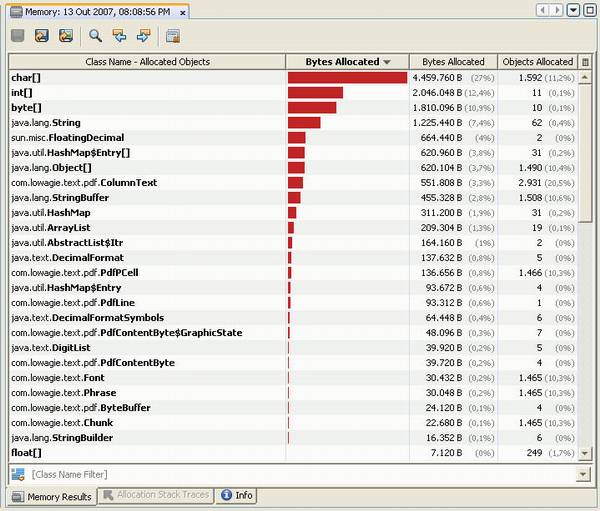 Memory: 13 Out 2007, 08:08:56 PM
Class Name - Allocated Objects Bytes Allocated Bytes Allocated Objects Allocated
char[] 4.459.760 B (27%) 1.592 (11,2%)
int[] 2.046.048 B (12,4%) 11 (0,1%)
byte[] 1.810.096 B (10,9%) 10 (0,1%)
java.lang.String 1.225.440 B (7,4%) 62 (0,4%)
sun.misc.FloatingDecimal 664.440 B (4%) 2 (0%)
java.util.HashMap$Entry[] 620.960 B (3,8%) 31 (0,2%)
java.lang.Object[] 620.104 B (3,7%) 1.490 (10,4%)
com.lowagie.text.pdf.ColumnText 551.808 B (3,3%) 2.931 (20,5%)
java.lang.StringBuffer 455.328 B (2,8%) 1.508 (10,6%)
java.util.HashMap 311.200 B (1,9%) 31 (0,2%)
java.util.ArrayList 209.304 B (1,3%) 19 (0,1%)
java.util.AbstractList$Itr 164.160 B (1%) 2 (0%)
java.text.DecimalFormat 137.632 B (0,8%) 5 (0%)
com.lowagie.text.pdf.PdfPCell 136.656 B (0,8%) 1.466 (10,3%)
java.util.HashMap$Entry 93.672 B (0,6%) 4 (0%)
com.lowagie.text.pdf.PdfLine 93.312 B (0,6%) 1 (0%)
java.text.DecimalFormatSymbols 64.448 B (0,4%) 6 (0%)
com.lowagie.text.pdf.PdfContentByte$GraphicState 48.096 B (0,3%) 7 (0%)
java.text.DigitList 39.920 B (0,2%) 5 (0%)
com.lowagie.text.pdf.PdfContentByte 39.720 B (0,2%) 4 (0%)
com.lowagie.text.Font 30.432 B (0,2%) 1.465 (10,3%)
com.lowagie.text.Phrase 30.048 B (0,2%) 1.465 (10,3%)
com.lowagie.text.pdf.ByteBuffer 24.120 B (0,1%) 4 (0%)
com.lowagie.text.Chunk 22.680 B (0,1%) 1.465 (10,3%)
java.lang.StringBuilder 16.352 B (0,1%) 6 (0%)
float[] 7.120 B (0%) 249 (1,7%)
[Class Name Filter]
Memory Results Allocation Stack Traces Info